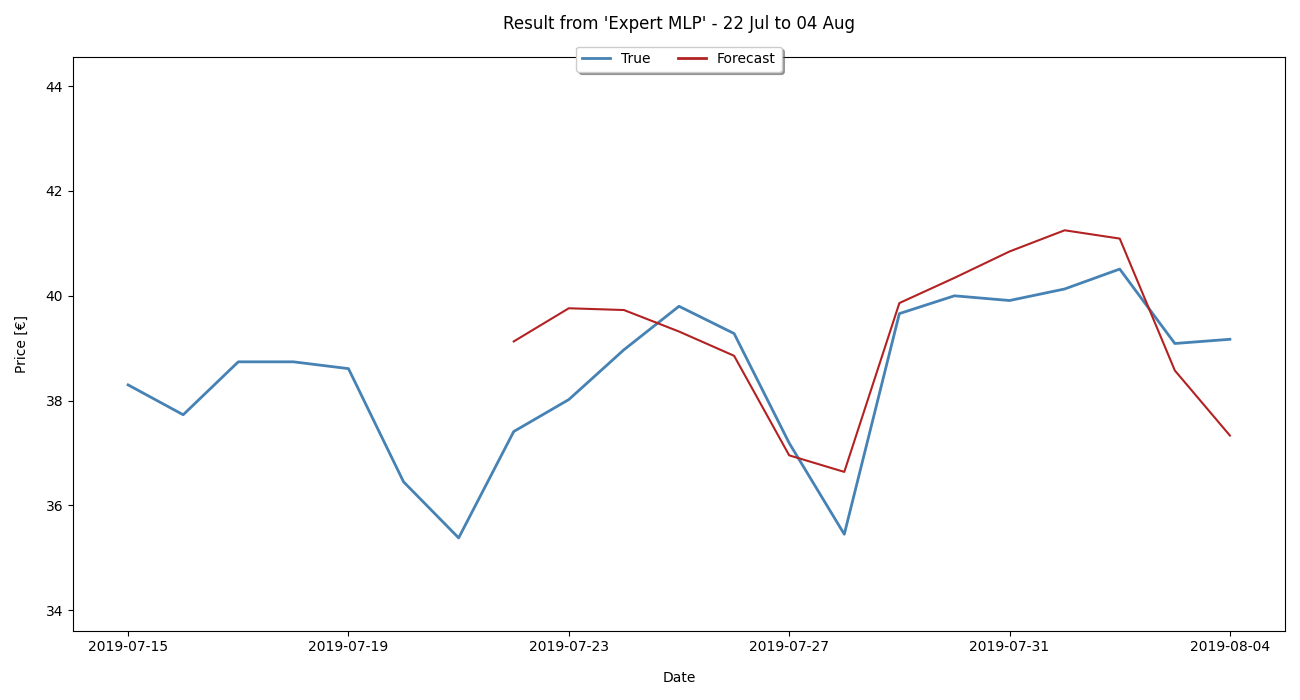 Result from 'Expert MLP' - 22 Jul to 04 Aug
True Forecast
44
42
40
38
36
34
Price [€]
2019-07-15 2019-07-19 2019-07-23 2019-07-27 2019-07-31 2019-08-04
Date